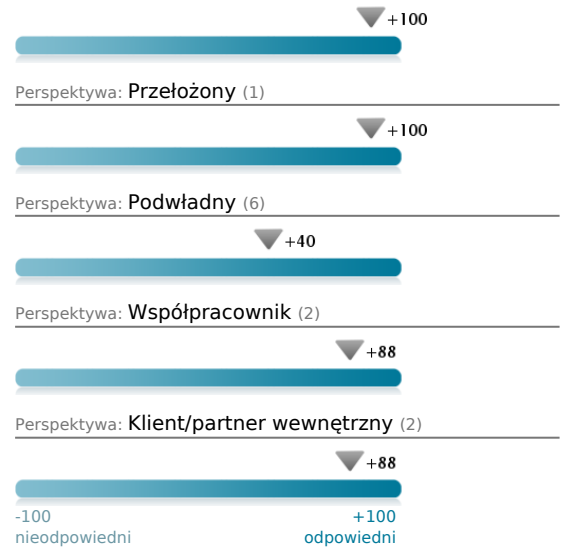 +100
Perspektywa: Przełożony (1)
+100
Perspektywa: Podwładny (6)
+40
Perspektywa: Współpracownik (2)
+88
Perspektywa: Klient/partner wewnętrzny (2)
+88
-100 +100
nieodpowiedni odpowiedni